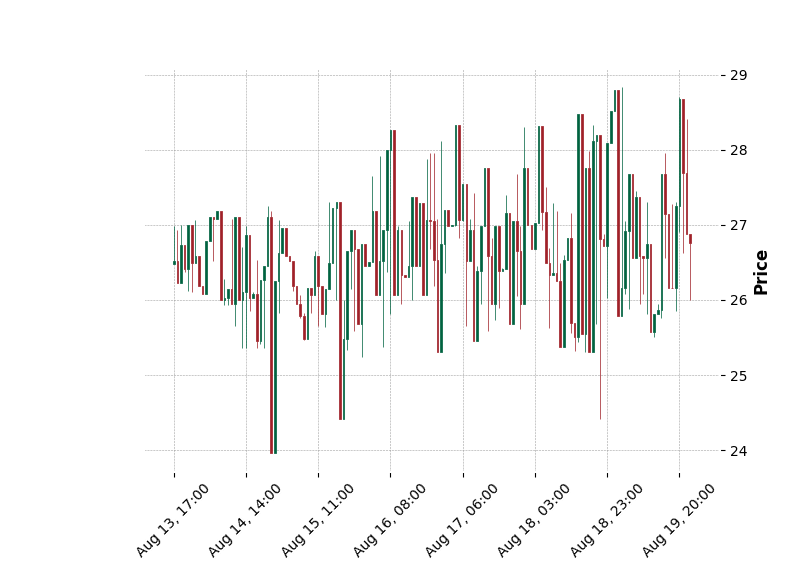 29
28
27
26
25
24
Price
Aug 13, 17:00
Aug 14, 14:00
Aug 15, 11:00
Aug 16, 08:00
Aug 17, 06:00
Aug 18, 03:00
Aug 18, 23:00
Aug 19, 20:00